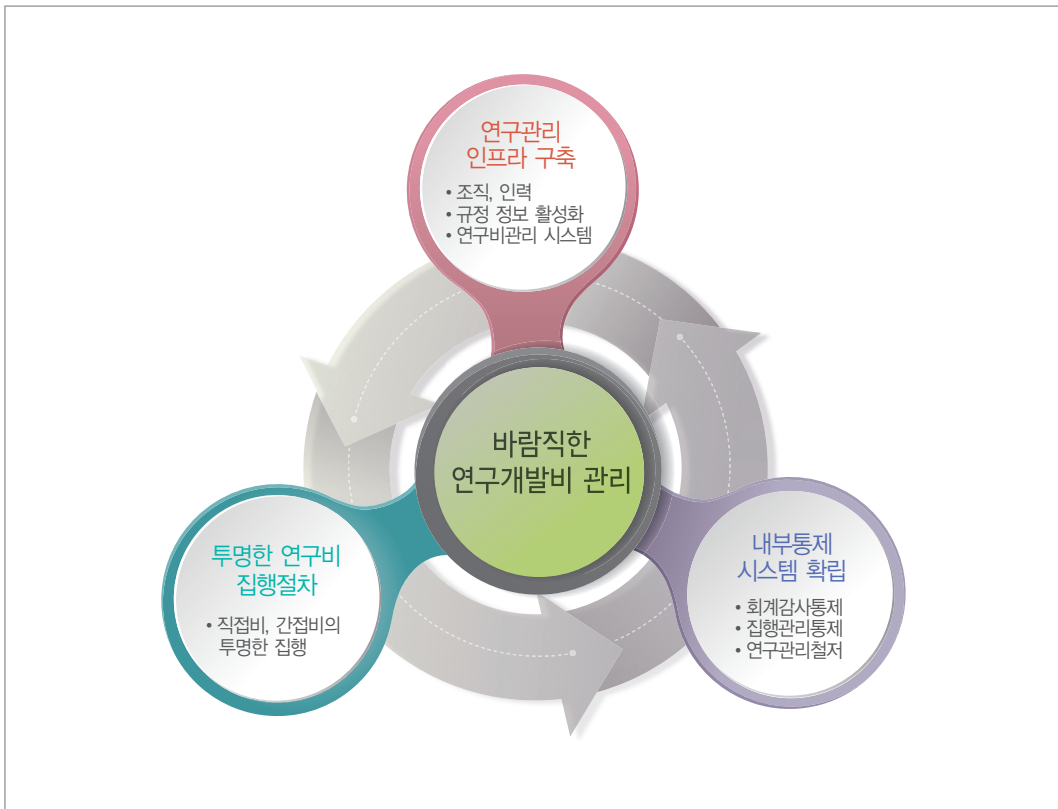 연구관리
인프라 구축
• 조직, 인력
• 규정 정보 활성화
• 연구비관리 시스템
바람직한
연구개발비 관리
투명한 연구비
집행절차
• 직접비, 간접비의
투명한 집행
내부통제
시스템 확립
• 회계감사통제
• 집행관리통제
• 연구관리철저